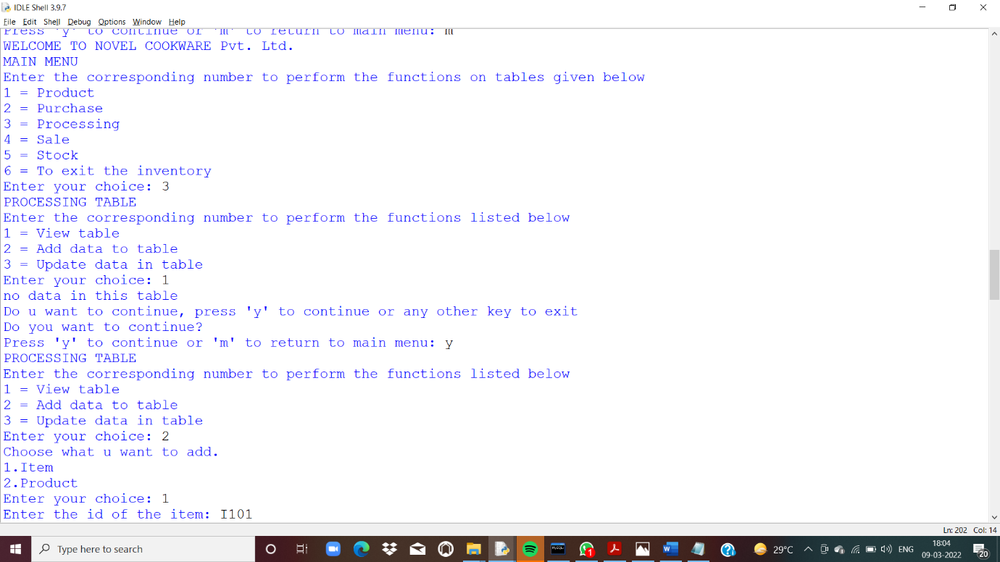 IDLE Shell 3.9.7
File Edit Shell Debug Options Window Help
Press 'y' to continue or 'm' to return to main menu: m
WELCOME TO NOVEL COOKWARE Pvt. Ltd.
MAIN MENU
Enter the corresponding number to perform the functions on tables given below
1 = Product
2 = Purchase
3 = Processing
4 = Sale
5 = Stock
6 = To exit the inventory
Enter your choice: 3
PROCESSING TABLE
Enter the corresponding number to perform the functions listed below
1 = View table
2 = Add data to table
3 = Update data in table
Enter your choice: 1
no data in this table
Do u want to continue, press 'y' to continue or any other key to exit
Do you want to continue?
Press 'y' to continue or 'm' to return to main menu: y
PROCESSING TABLE
Enter the corresponding number to perform the functions listed below
1 = View table
2 = Add data to table
3 = Update data in table
Enter your choice: 2
Choose what u want to add.
1.Item
2.Product
Enter your choice: 1
Enter the id of the item: I101
Ln: 202 Col: 14
Type here to search
29°C
ENG
18:04
09-03-2022
20